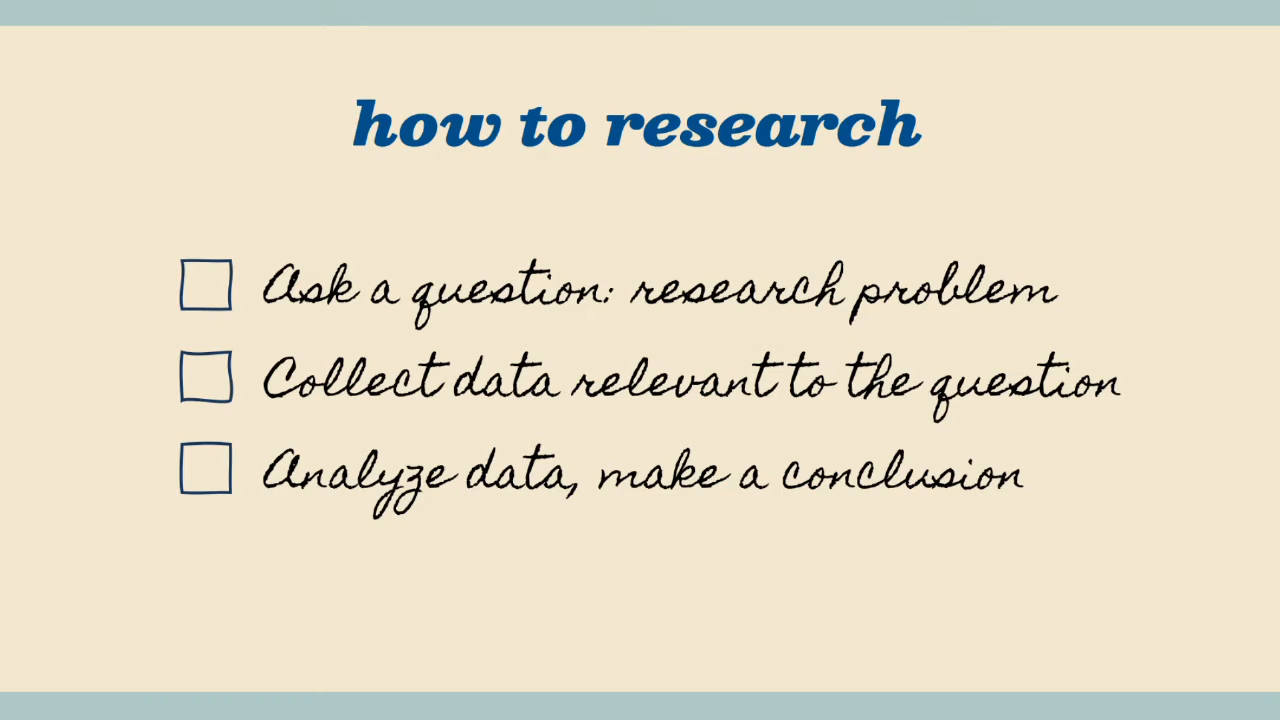 how to research
Ask a question: research problem
Collect data relevant to the question
Analyze data, make a conclusion